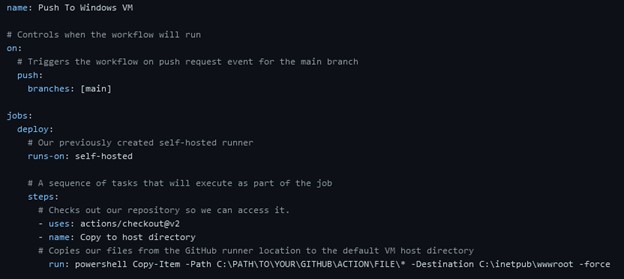 name: Push To Windows VM
# Controls when the workflow will run
on:
# Triggers the workflow on push request event for the main branch
push:
branches: [main]
jobs:
deploy:
# Our previously created self-hosted runner
runs-on: self-hosted
# A sequence of tasks that will execute as part of the job
steps:
# Checks out our repository so we can access it.
- uses: actions/checkout@v2
- name: Copy to host directory
# Copies our files from the GitHub runner location to the default VM host directory
run: powershell Copy-Item -Path C:\PATH\TO\YOUR\GITHUB\ACTION\FILE\* -Destination C:\inetpub\wwwroot -force